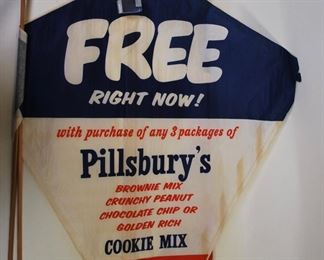 FREE
RIGHT NOW!
with purchase of any 3 packages of
Pillsbury's
BROWNIE MIX
CRUNCHY PEANUT
CHOCOLATE CHIP OR
GOLDEN RICH
COOKIE MIX